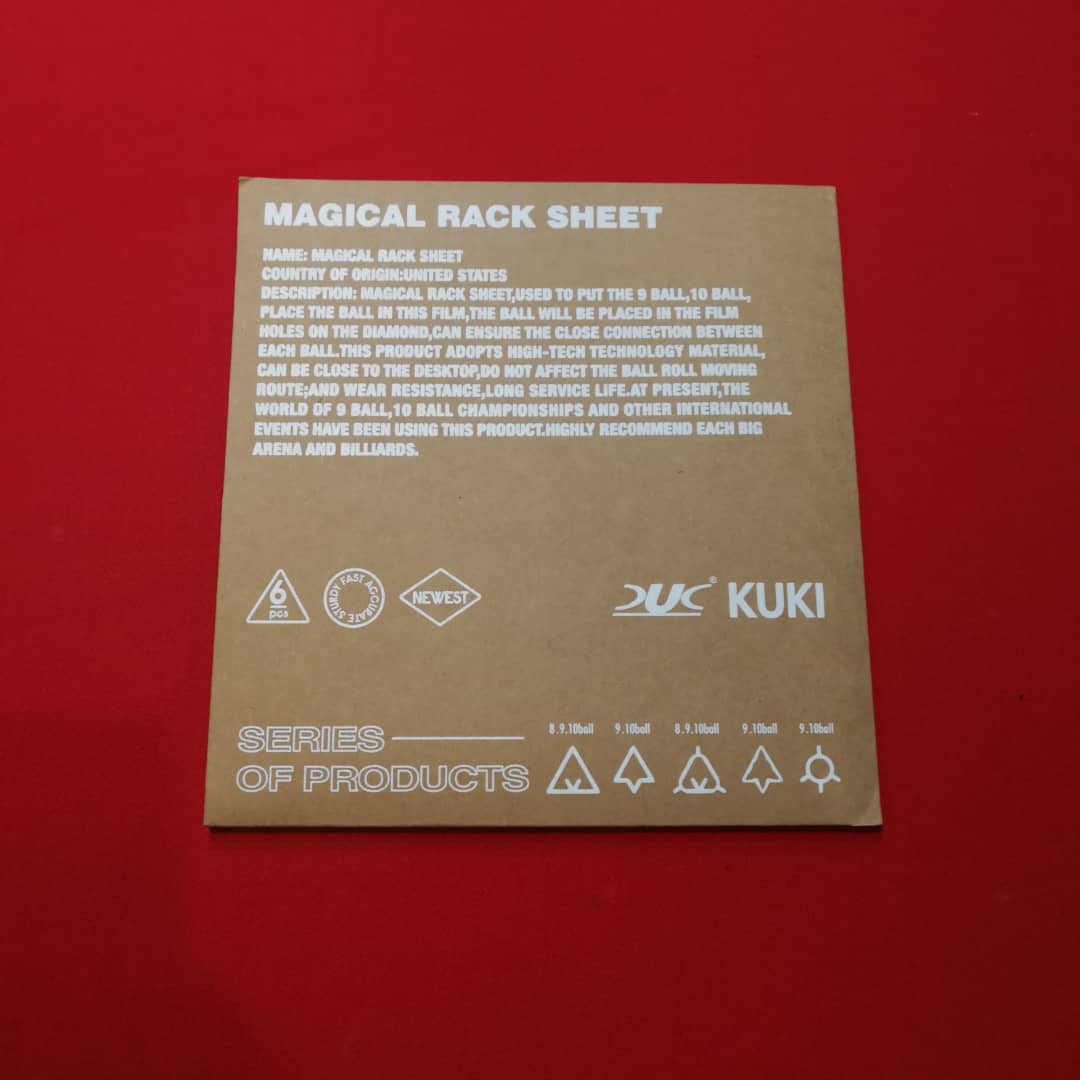 MAGICAL RACK SHEET
NAME: MAGICAL RACK SHEET
COUNTRY OF ORIGIN:UNITED STATES
DESCRIPTION: MAGICAL RACK SHEET,USED TO PUT THE 9 BALL,10 BALL,
PLACE TNE BALL IN THIS FILM,TNE BALL WILL BE PLACED IN THE FILM
HOLES ON THE DIAMOND,CAN ENSURE THE CLOSE CONNECTION BETWEEN
EACH BALL.THIS PRODUCT ADOPTS HIGH-TECH TECHNOLOGY MATERIAL,
CAN BE CLOSE TO THE DESKTOP,DO NOT AFFECT THE BALL ROLL MOVING
ROUTE;AND WEAR RESISTANCE,LONG SERVICE LIFE.AT PRESENT,THE
WORLD OF 9 BALL,10 BALL CHAMPIONSHIPS AND OTHER INTERNATIONAL
EVENTS HAVE BEEN USING THIS PRODUCT.HIGHLY RECOMMEND EACH BIG
ARENA AND BILLIARDS.
6
pcs
STURDY FAST ACCURATE
NEWEST
DUC® KUKI
SERIES
OF PRODUCTS
8.9.10ball 9.10ball 8.9.10ball 9.10ball 9.10ball